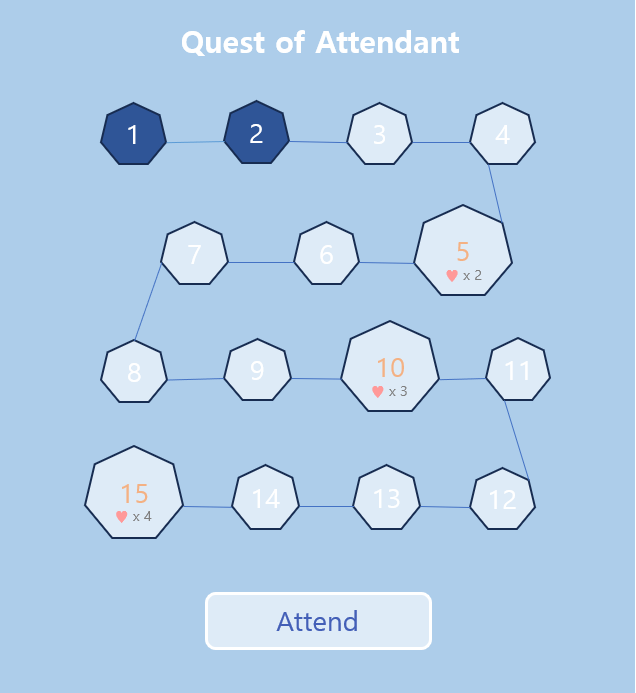 Quest of Attendant
1 2 3 4
7 6 5
♥ x 2
8 9 10 11
♥ x 3
15 14 13 12
♥ x 4
Attend